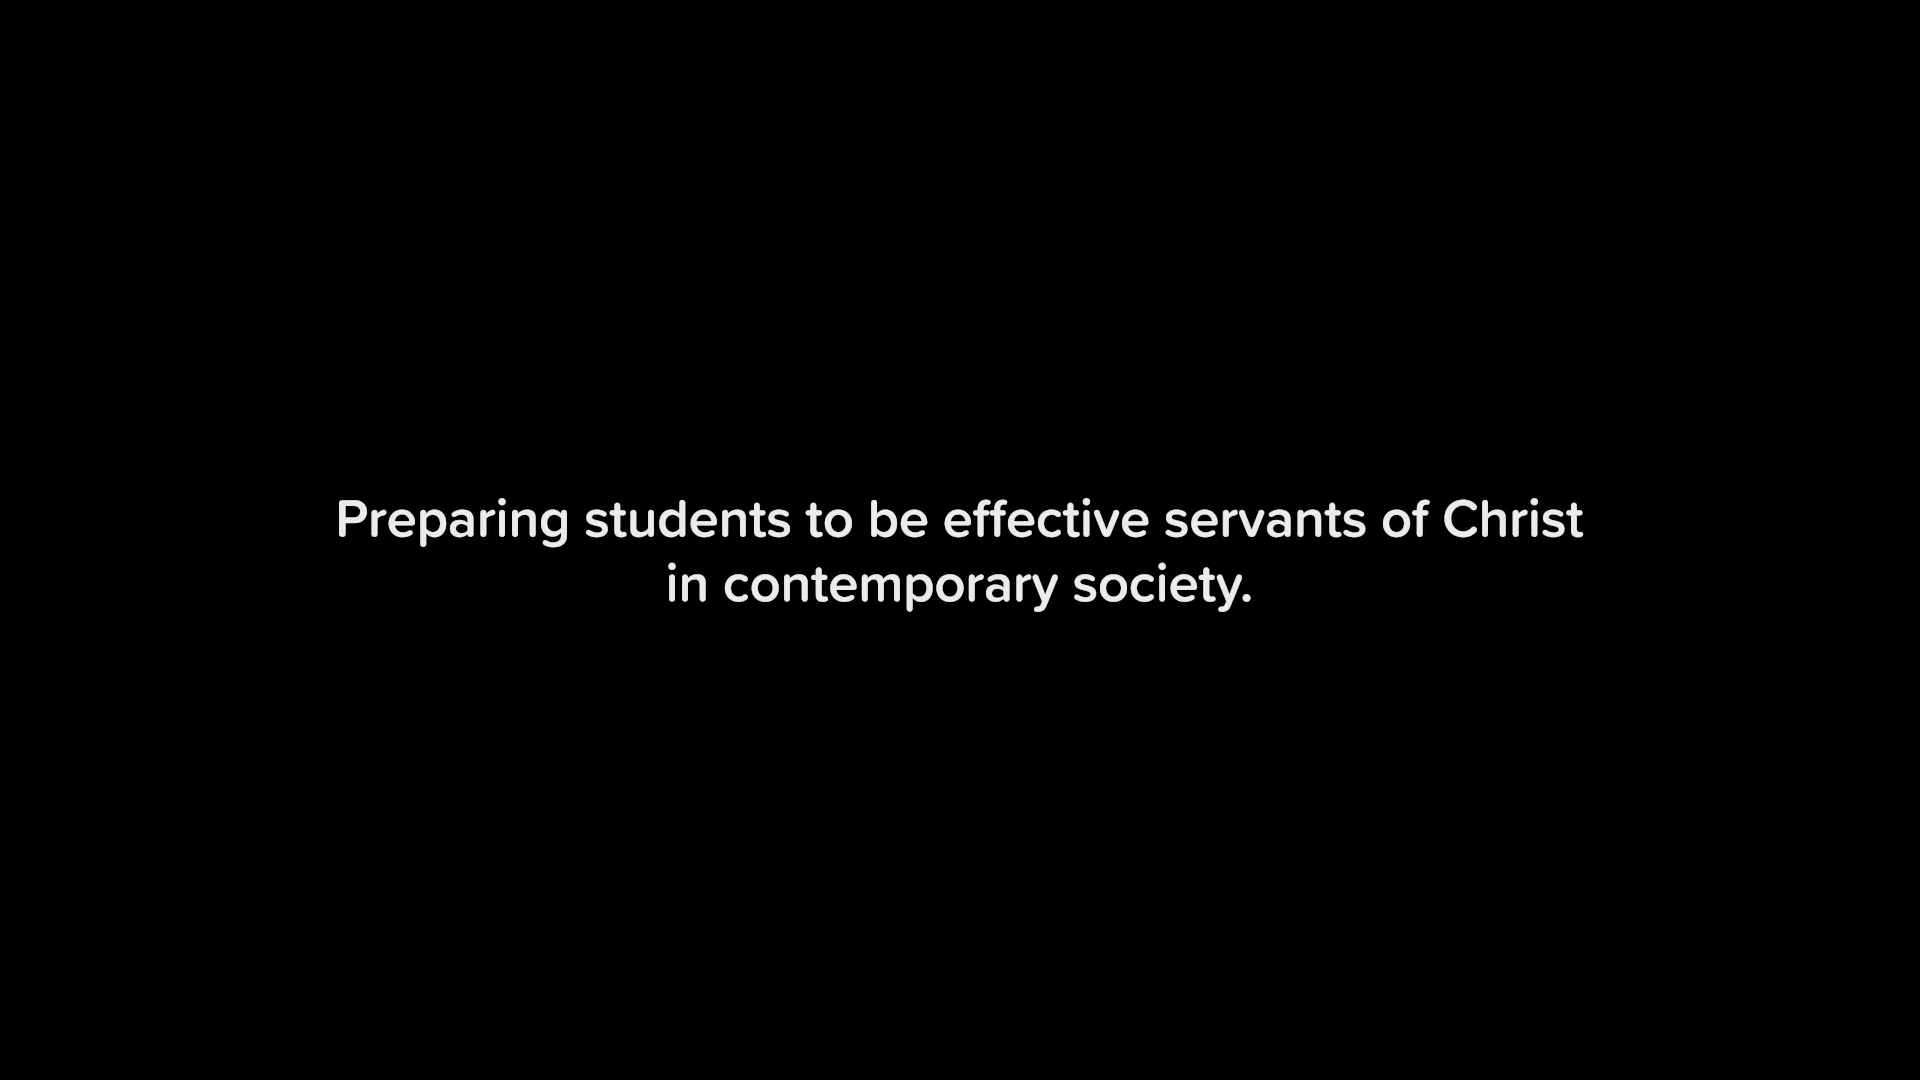 Preparing students to be effective servants of Christ
in contemporary society.